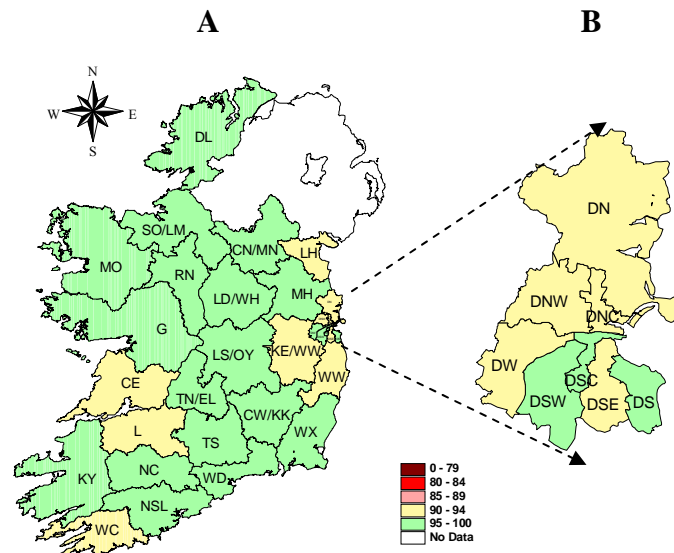 A
B
N
W E
S
DL
SO/LM
CN/MN
LH
MO
RN
LD/WH
MH
G
LS/OY
KE/WW
WW
CE
TN/EL
CW/KK
L
TS
WX
KY
NC
WD
NSL
WC
DN
DNW
DNC
DW
DSC
DSW
DSE
DS
0 - 79
80 - 84
85 - 89
90 - 94
95 - 100
No Data